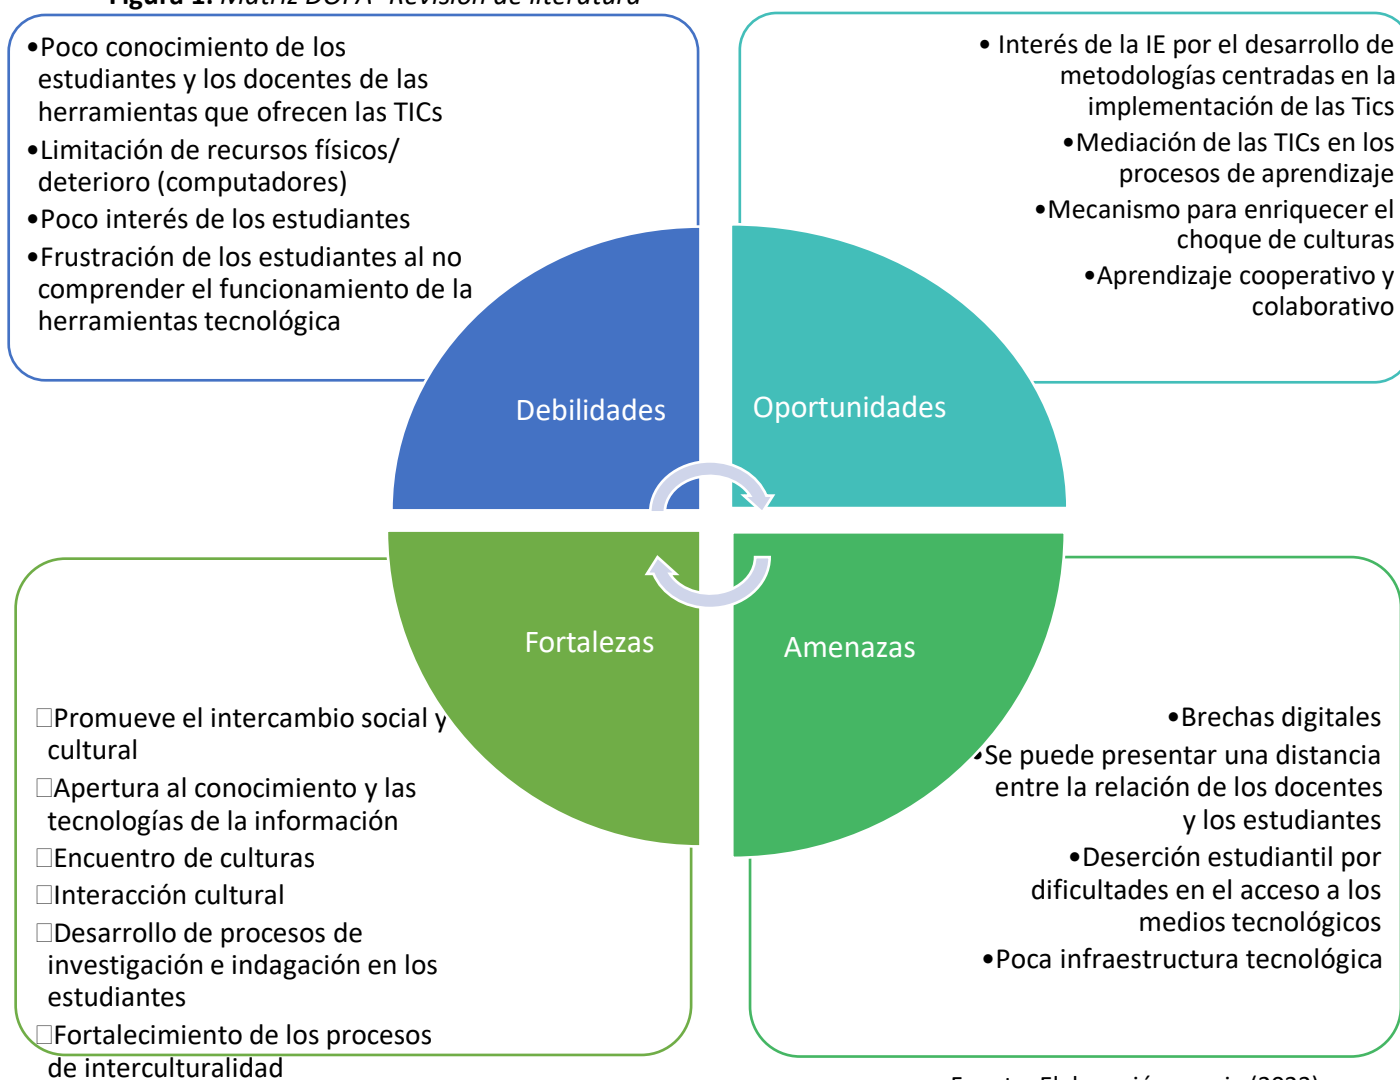 Figura 1. Matriz DOFA- Revisión de literatura
•Poco conocimiento de los
estudiantes y los docentes de las
herramientas que ofrecen las TICs
•Limitación de recursos físicos/
deterioro (computadores)
•Poco interés de los estudiantes
•Frustración de los estudiantes al no
comprender el funcionamiento de la
herramientas tecnológica
• Interés de la IE por el desarrollo de
metodologías centradas en la
implementación de las Tics
•Mediación de las TICs en los
procesos de aprendizaje
•Mecanismo para enriquecer el
choque de culturas
•Aprendizaje cooperativo y
colaborativo
Debilidades
Oportunidades
Fortalezas
Amenazas
□Promueve el intercambio social y
cultural
□Apertura al conocimiento y las
tecnologías de la información
□Encuentro de culturas
□Interacción cultural
□Desarrollo de procesos de
investigación e indagación en los
estudiantes
□Fortalecimiento de los procesos
de interculturalidad
•Brechas digitales
•Se puede presentar una distancia
entre la relación de los docentes
y los estudiantes
•Deserción estudiantil por
dificultades en el acceso a los
medios tecnológicos
•Poca infraestructura tecnológica